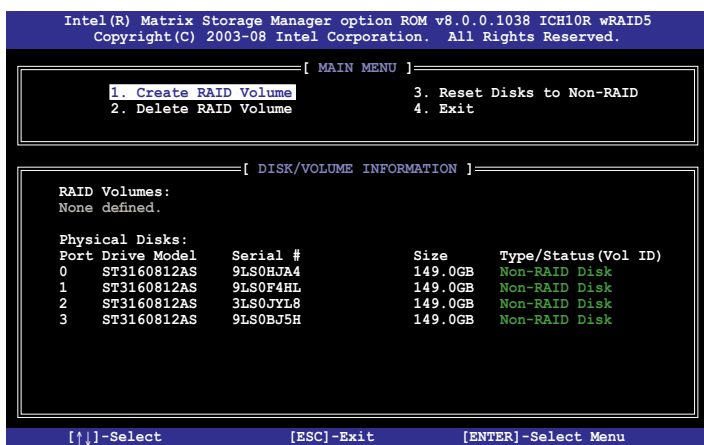 Intel(R) Matrix Storage Manager option ROM v8.0.0.1038 ICH10R wRAID5
Copyright(C) 2003-08 Intel Corporation. All Rights Reserved.
[ MAIN MENU ]
1. Create RAID Volume 3. Reset Disks to Non-RAID
2. Delete RAID Volume 4. Exit
[ DISK/VOLUME INFORMATION ]
RAID Volumes:
None defined.
Physical Disks:
Port Drive Model Serial # Size Type/Status(Vol ID)
0 ST3160812AS 9LS0HJA4 149.0GB Non-RAID Disk
1 ST3160812AS 9LS0F4HL 149.0GB Non-RAID Disk
2 ST3160812AS 3LS0JYL8 149.0GB Non-RAID Disk
3 ST3160812AS 9LS0BJ5H 149.0GB Non-RAID Disk
[↑↓]-Select [ESC]-Exit [ENTER]-Select Menu